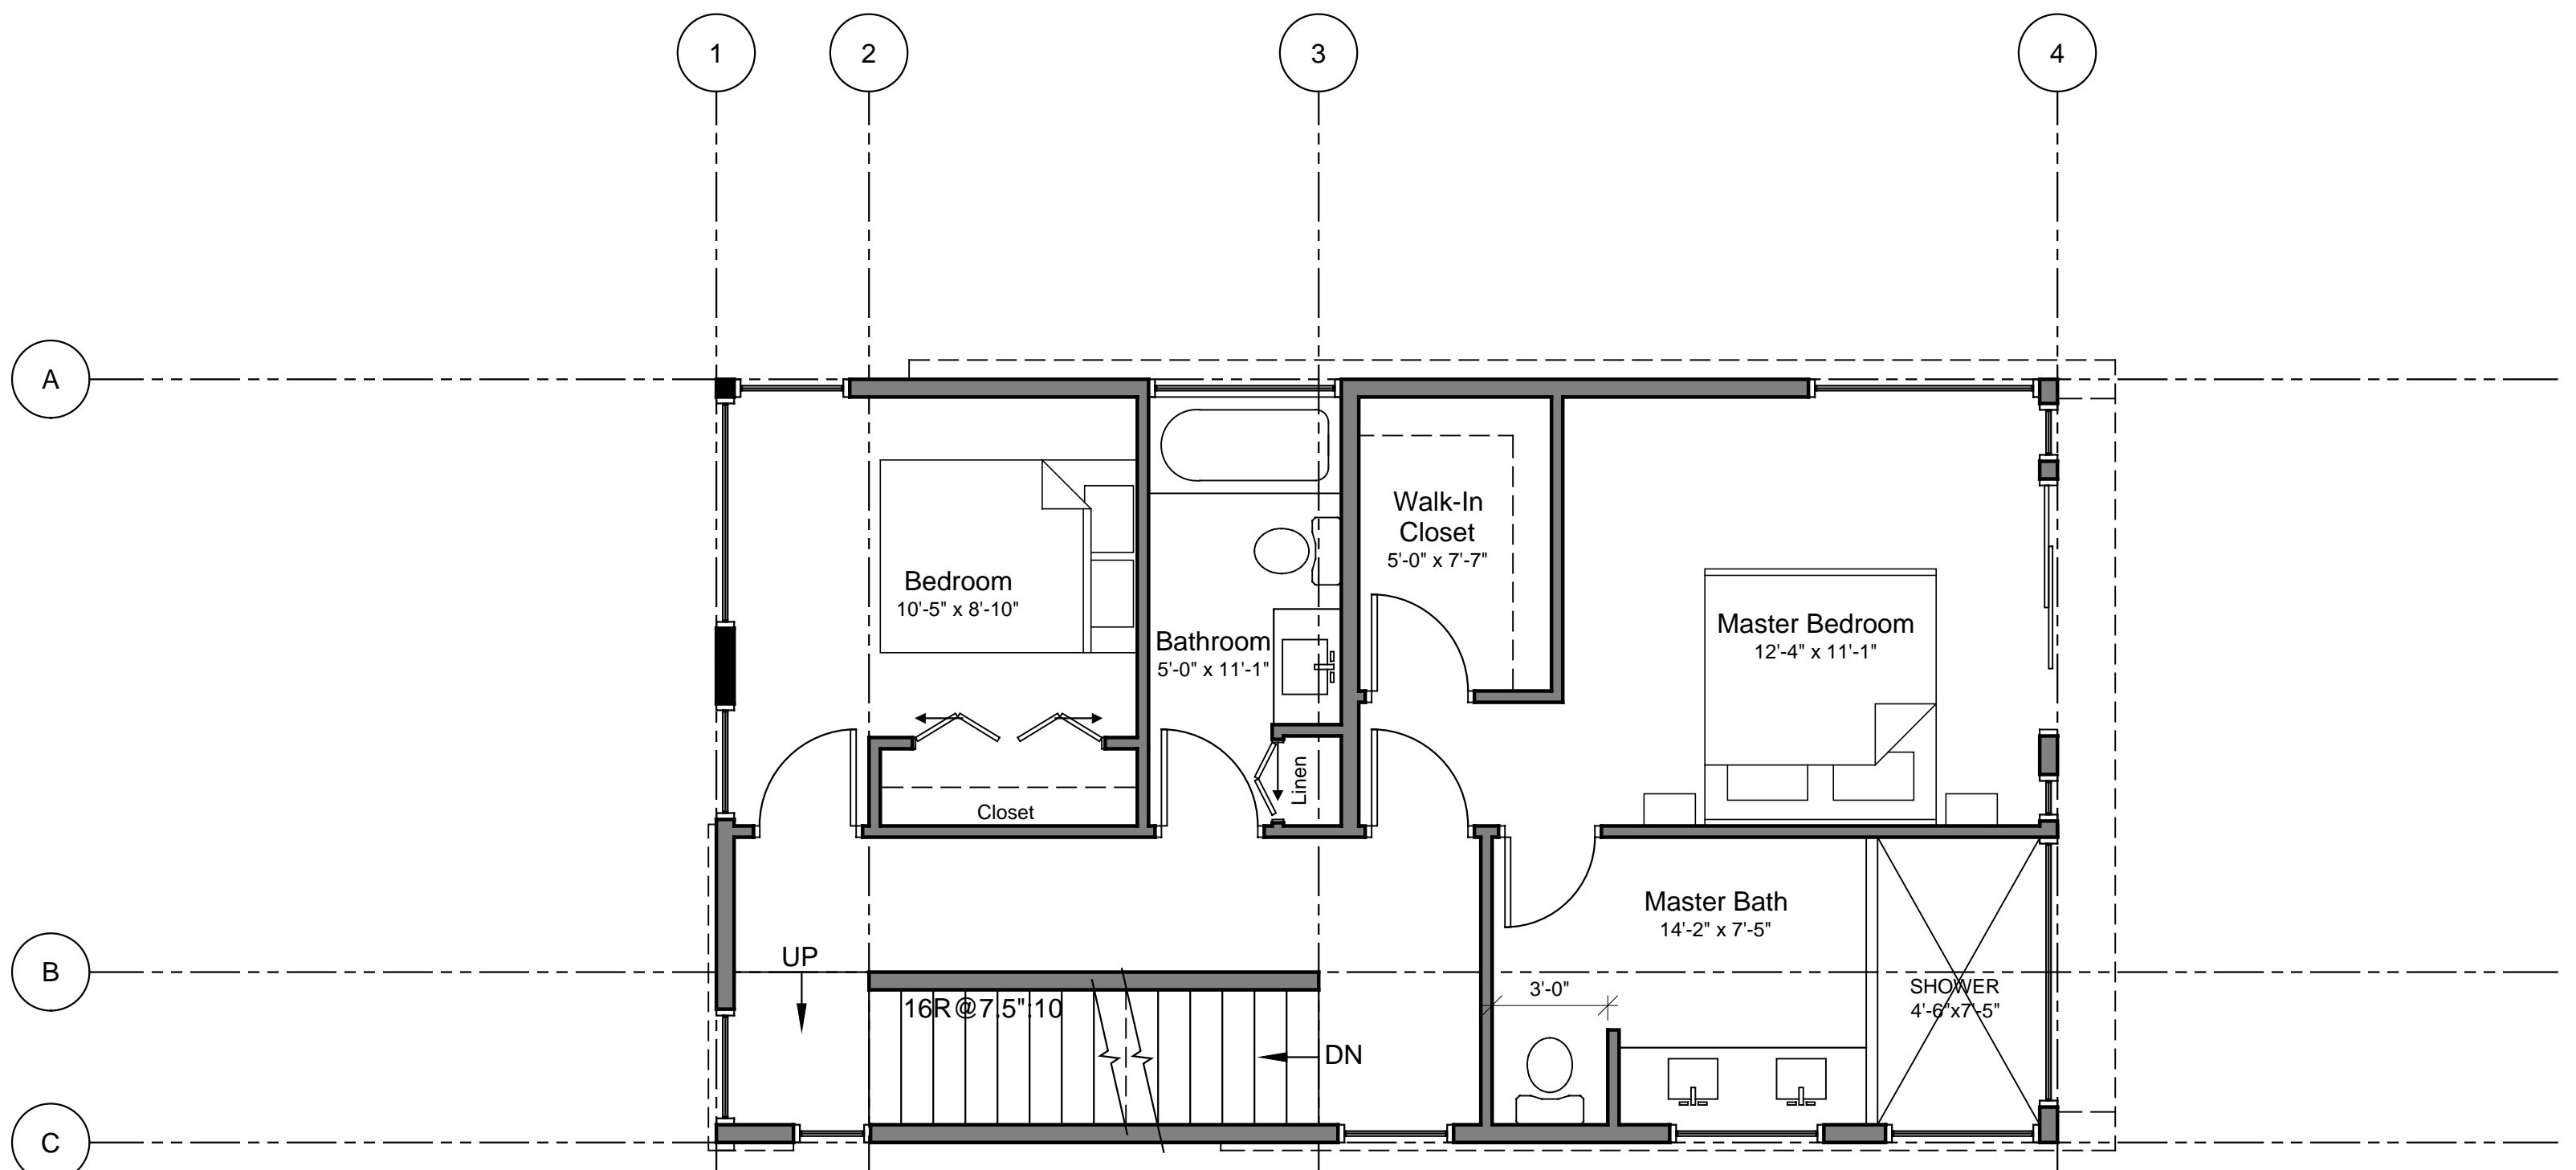 1
2
3
4
A
Walk-In
Closet
5'-0" x 7'-7"
Bedroom
10'-5" x 8'-10"
Bathroom
5'-0" x 11'-1"
Master Bedroom
12'-4" x 11'-1"
Linen
Closet
Master Bath
14'-2" x 7'-5"
B
UP
16R@7.5":10
3'-0"
SHOWER
4'-6"x7'-5"
DN
C